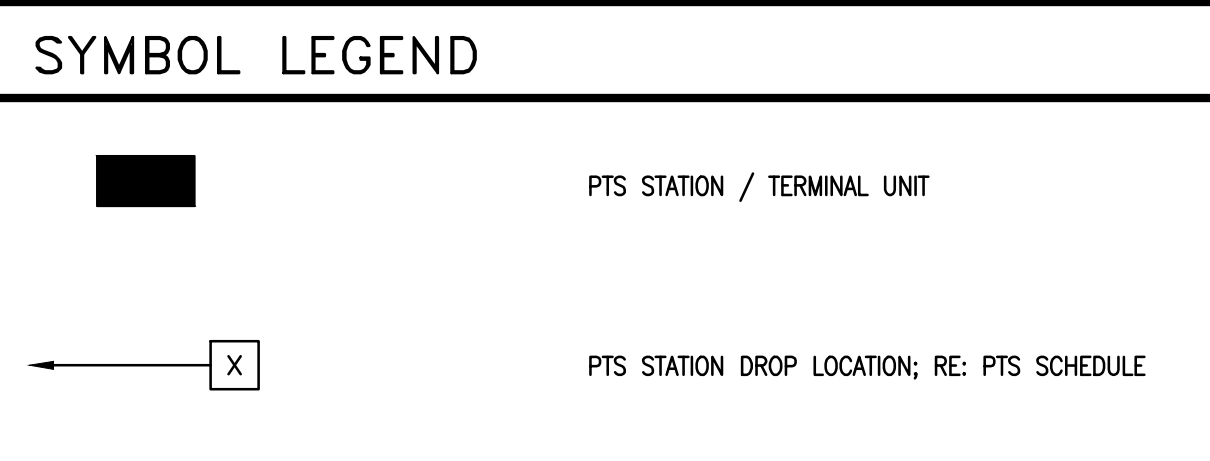 SYMBOL LEGEND
PTS STATION / TERMINAL UNIT
X
PTS STATION DROP LOCATION; RE: PTS SCHEDULE